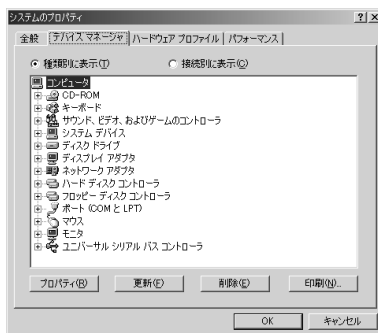 システムのプロパティ
全般 デバイス マネージャ ハードウェア プロファイル パフォーマンス
種類別に表示(T) 接続別に表示(C)
コンピュータ
CD-ROM
キーボード
サウンド、ビデオ、およびゲームのコントローラ
システム デバイス
ディスク ドライブ
ディスプレイ アダプタ
ネットワーク アダプタ
ハード ディスク コントローラ
フロッピー ディスク コントローラ
ポート (COM と LPT)
マウス
モニタ
ユニバーサル シリアル バス コントローラ
プロパティ(R) 更新(F) 削除(E) 印刷(N)...
OK キャンセル